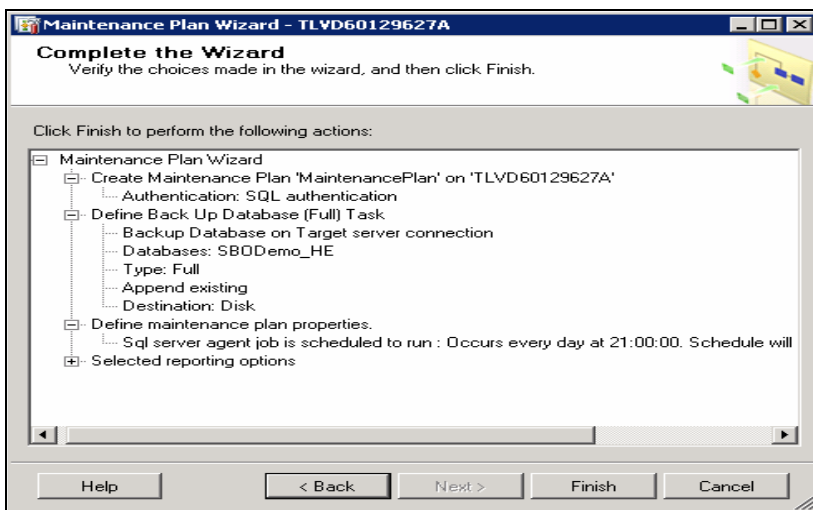 Maintenance Plan Wizard - TLVD60129627A
Complete the Wizard
Verify the choices made in the wizard, and then click Finish.
Click Finish to perform the following actions:
Maintenance Plan Wizard
Create Maintenance Plan 'MaintenancePlan' on 'TLVD60129627A'
Authentication: SQL authentication
Define Back Up Database (Full) Task
Backup Database on Target server connection
Databases: SBODemo_HE
Type: Full
Append existing
Destination: Disk
Define maintenance plan properties.
Sql server agent job is scheduled to run : Occurs every day at 21:00:00. Schedule will
Selected reporting options
Help
< Back
Next >
Finish
Cancel